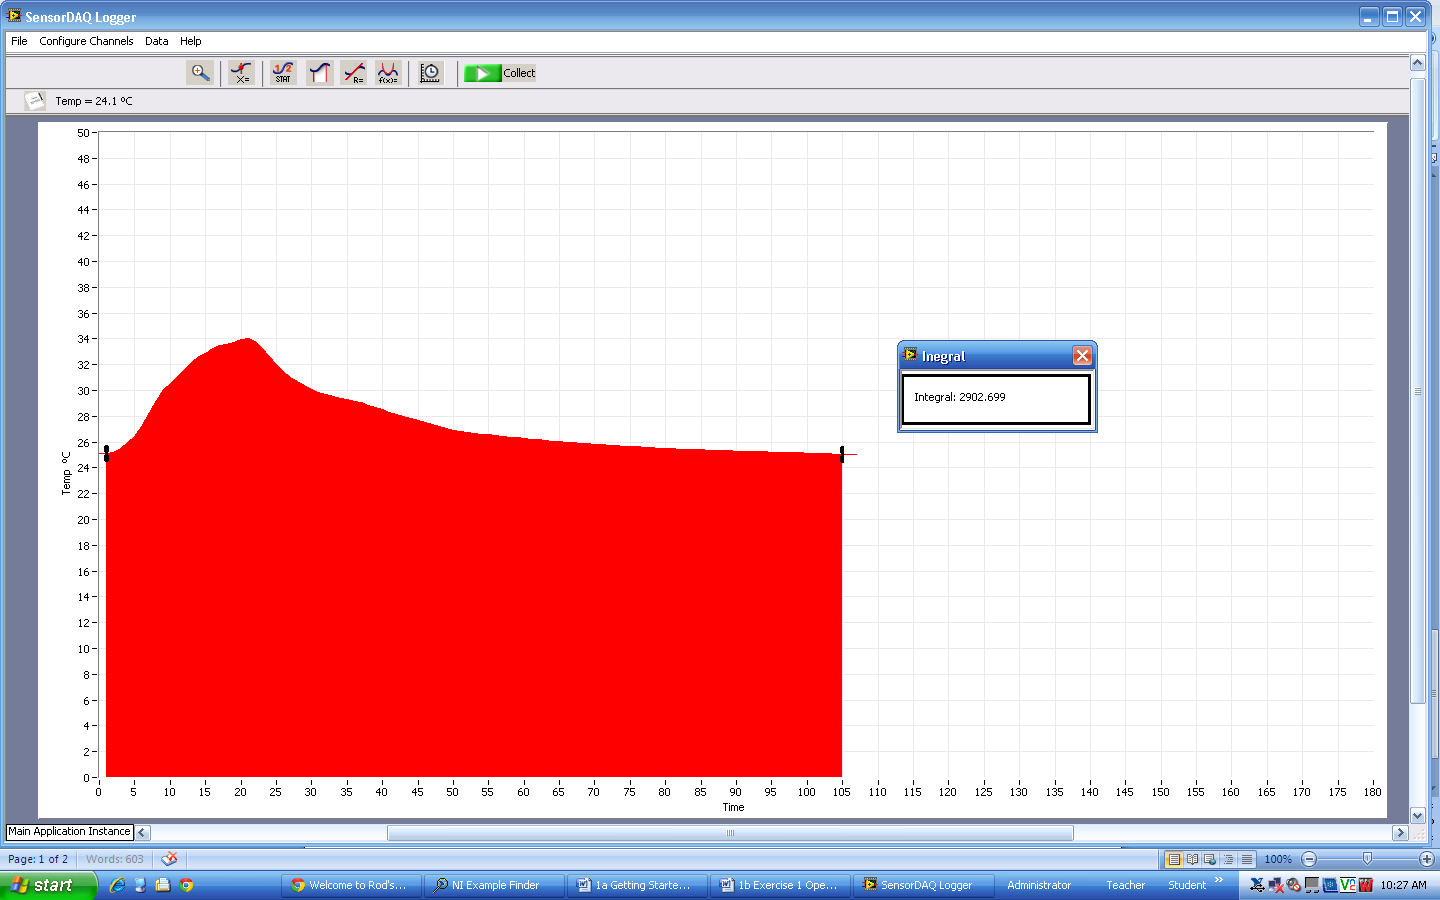 SensorDAQ Logger
File Configure Channels Data Help
X= STAT R= f(x)= Collect
Temp = 24.1 ºC
50
48
46
44
42
40
38
36
34
32
30
28
26
24
22
20
18
16
14
12
10
8
6
4
2
0
Temp ºC
0 5 10 15 20 25 30 35 40 45 50 55 60 65 70 75 80 85 90 95 100 105 110 115 120 125 130 135 140 145 150 155 160 165 170 175 180
Time
Inegral
Integral: 2902.699
Main Application Instance
Page: 1 of 2 Words: 603 100%
start Welcome to Rod's... NI Example Finder 1a Getting Starte... 1b Exercise 1 Ope... SensorDAQ Logger Administrator Teacher Student » 10:27 AM